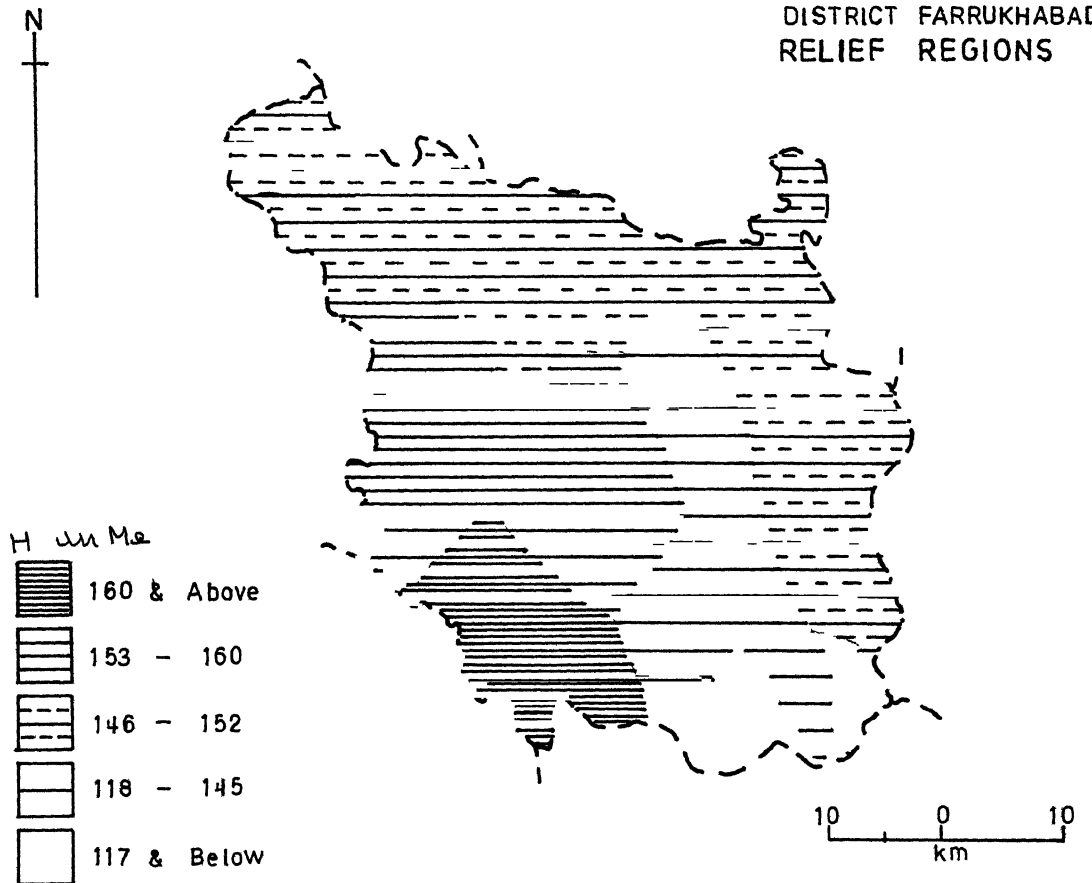 N
DISTRICT FARRUKHABAD
RELIEF REGIONS
H in Me
160 & Above
153 - 160
146 - 152
118 - 145
117 & Below
10 0 10
km